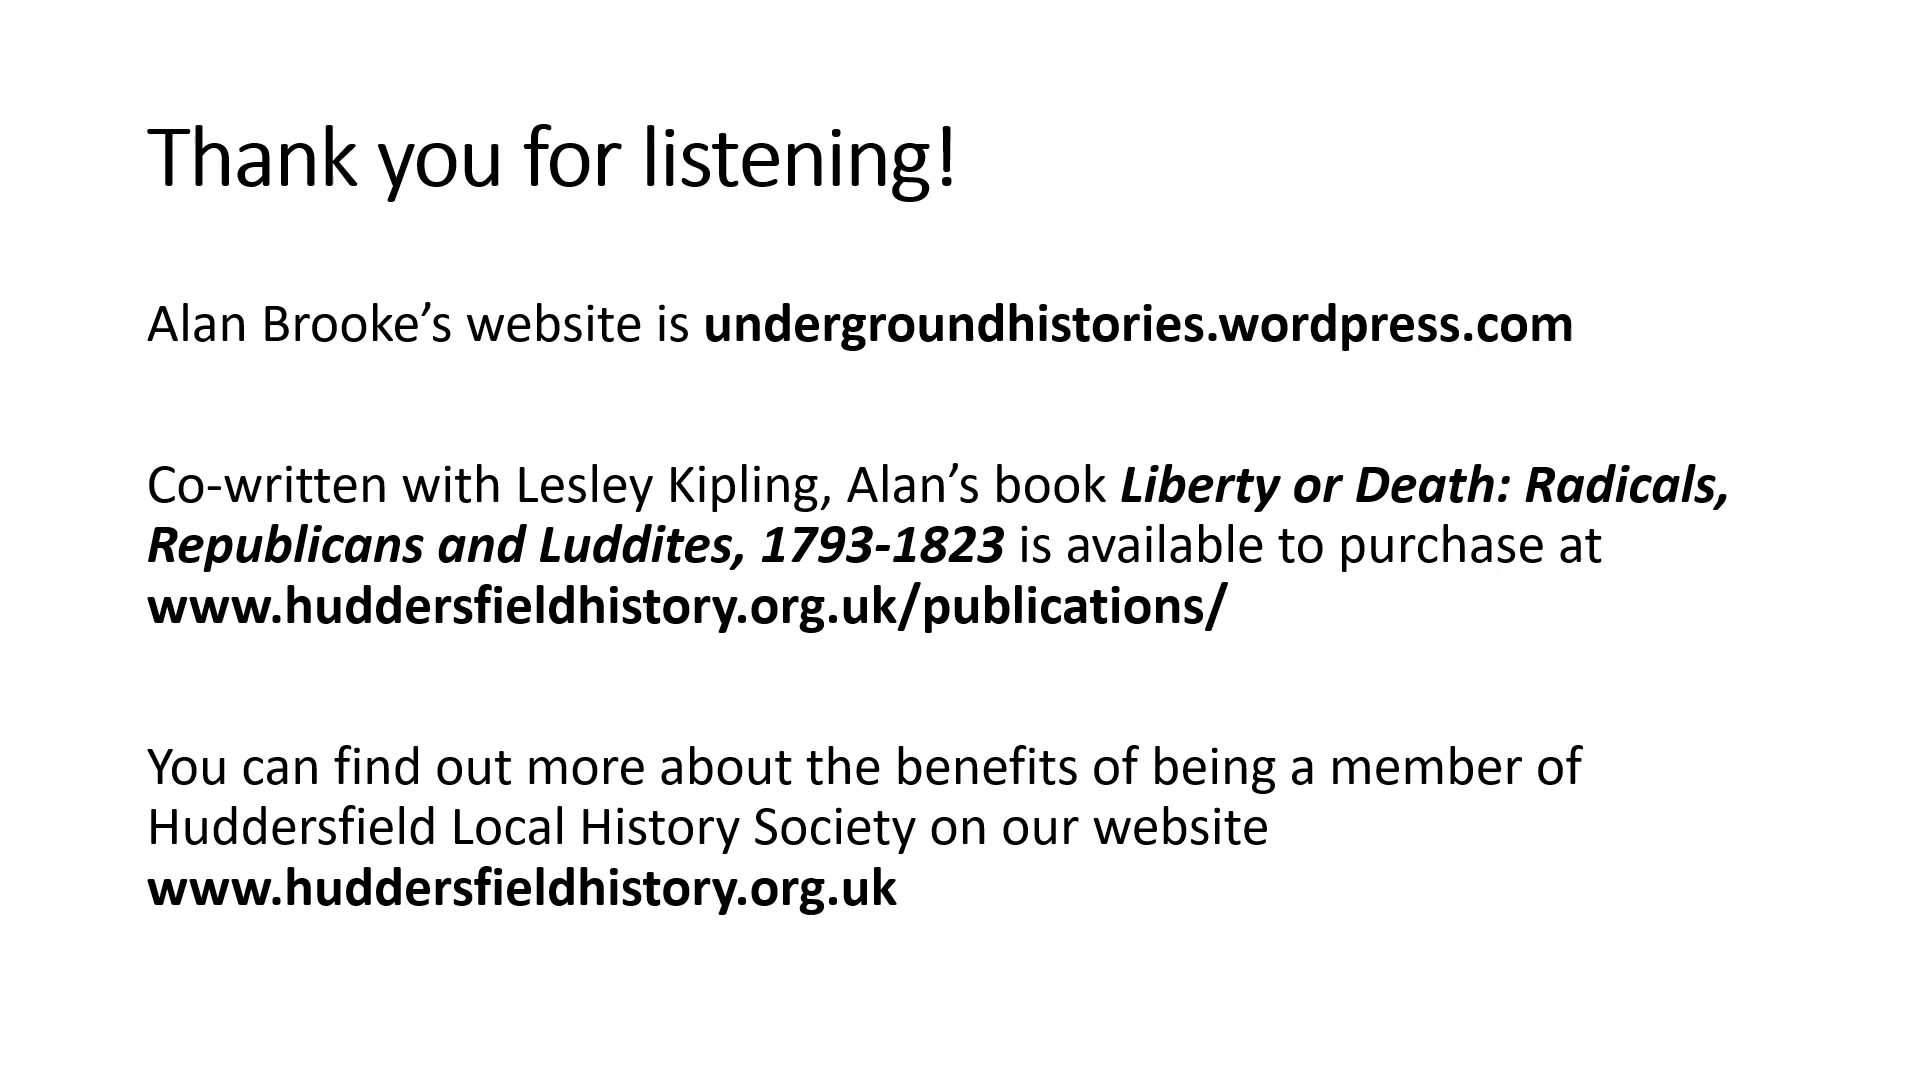 Thank you for listening!
Alan Brooke’s website is undergroundhistories.wordpress.com
Co-written with Lesley Kipling, Alan’s book Liberty or Death: Radicals,
Republicans and Luddites, 1793-1823 is available to purchase at
www.huddersfieldhistory.org.uk/publications/
You can find out more about the benefits of being a member of
Huddersfield Local History Society on our website
www.huddersfieldhistory.org.uk